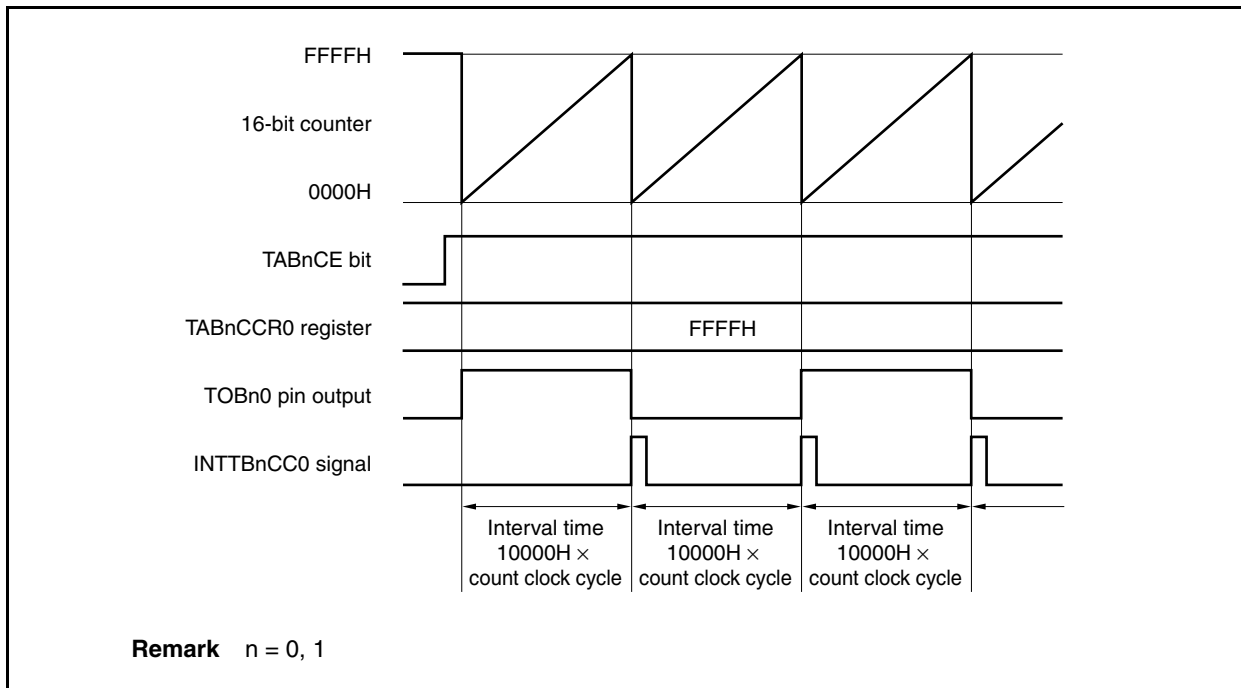 FFFFH
16-bit counter
0000H
TABnCE bit
TABnCCR0 register
FFFFH
TOBn0 pin output
INTTBnCC0 signal
Interval time
10000H ×
count clock cycle
Interval time
10000H ×
count clock cycle
Interval time
10000H ×
count clock cycle
Remark n = 0, 1